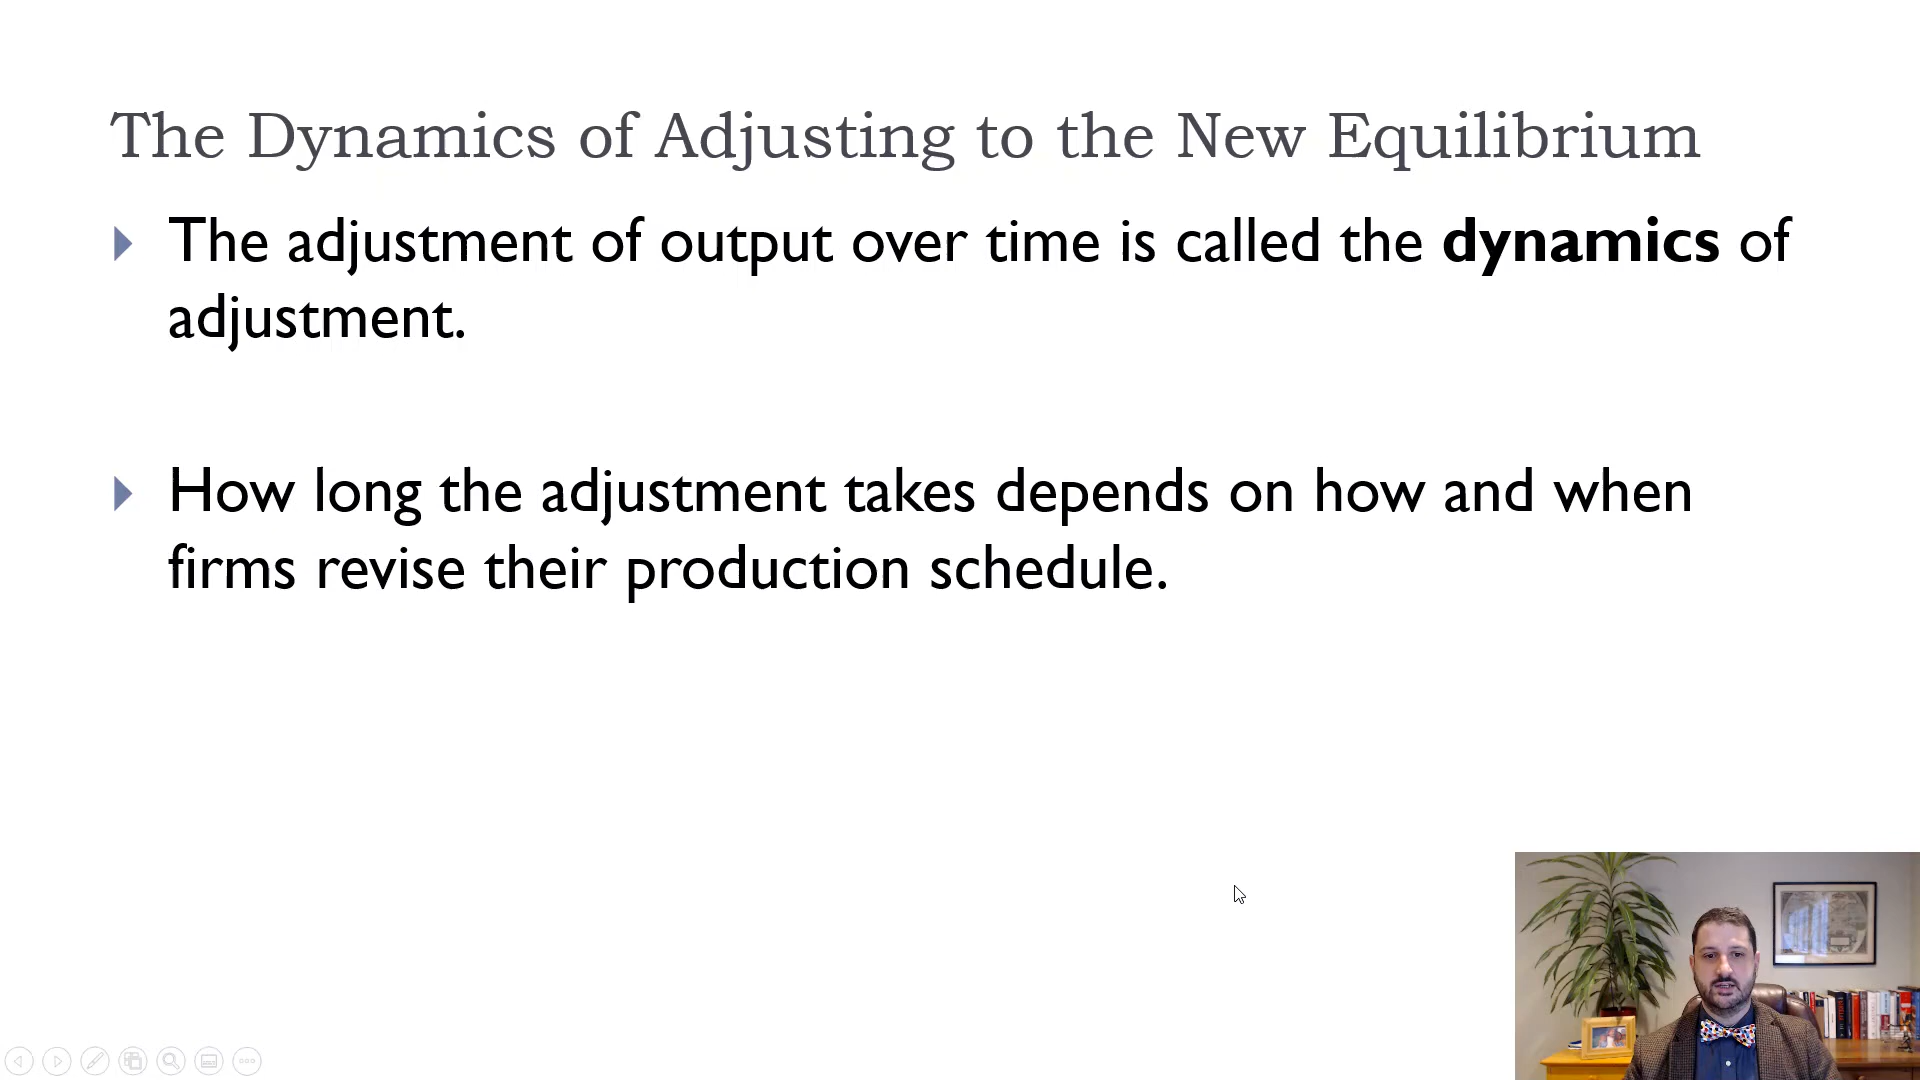 The Dynamics of Adjusting to the New Equilibrium
The adjustment of output over time is called the dynamics of
adjustment.
How long the adjustment takes depends on how and when
firms revise their production schedule.